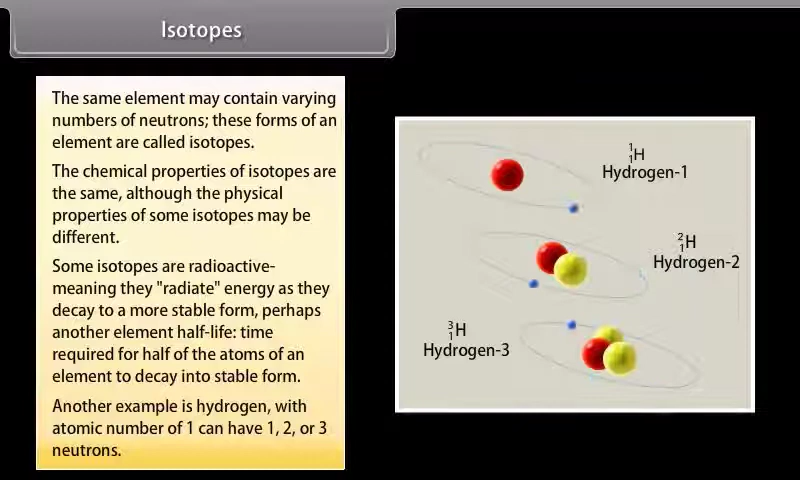 Isotopes
The same element may contain varying
numbers of neutrons; these forms of an
element are called isotopes.
The chemical properties of isotopes are
the same, although the physical
properties of some isotopes may be
different.
Some isotopes are radioactive-
meaning they "radiate" energy as they
decay to a more stable form, perhaps
another element half-life: time
required for half of the atoms of an
element to decay into stable form.
Another example is hydrogen, with
atomic number of 1 can have 1, 2, or 3
neutrons.
¹₁H
Hydrogen-1
²₁H
Hydrogen-2
³₁H
Hydrogen-3